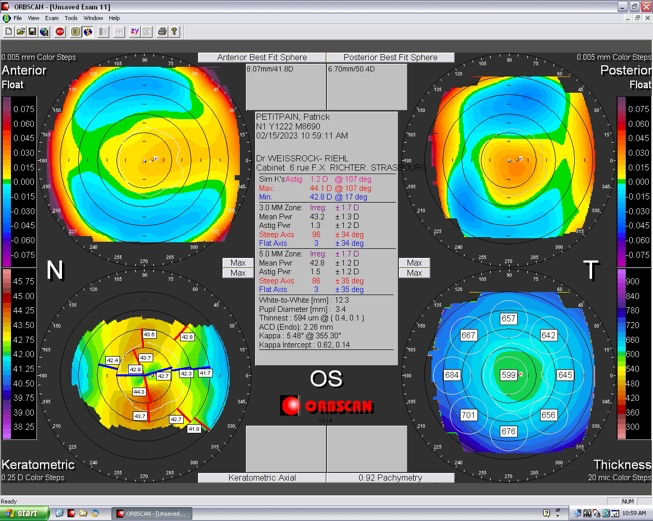 ORBSCAN - [Unsaved Exam 11]
File View Exam Tools Window Help
0.005 mm Color Steps
Anterior Best Fit Sphere
Posterior Best Fit Sphere
0.005 mm Color Steps
Anterior
Float
8.07mm/41.8D
6.70mm/50.4D
Posterior
Float
PETITPAIN, Patrick
N1 Y1222 M8690
02/15/2023 10:59:11 AM
Dr WEISSROCK- RIEHL
Cabinet 6 rue F.X RICHTER. STRASBOURG
Sim K's Astig: 1.2 D @ 107 deg
Max: 44.1 D @ 107 deg
Min: 42.8 D @ 17 deg
3.0 MM Zone: Irreg: ± 1.7 D
Mean Pwr 43.2 ± 1.3 D
Astig Pwr 1.3 ± 1.2 D
Steep Axis 96 ± 34 deg
Flat Axis 3 ± 34 deg
5.0 MM Zone: Irreg: ± 1.7 D
Mean Pwr 42.8 ± 1.2 D
Astig Pwr 1.5 ± 1.2 D
Steep Axis 86 ± 35 deg
Flat Axis 3 ± 35 deg
White-to-White [mm] : 12.3
Pupil Diameter [mm] : 3.4
Thinnest : 594 um @ ( 0.4, 0.1 )
ACD (Endo): 2.26 mm
Kappa : 5.48° @ 355.30°
Kappa Intercept : 0.62, 0.14
0.075
0.060
0.045
0.030
0.015
0.000
0.015
0.030
0.045
0.060
0.075
0.075
0.060
0.045
0.030
0.015
0.000
0.015
0.030
0.045
0.060
0.075
N
T
Max
Max
Max
Max
45.75
45.00
44.25
43.50
42.75
42.00
41.25
40.50
39.75
39.00
38.25
43.5
42.8
42.4
43.7
42.8
42.7
42.3
41.7
44.3
43.7
42.7
41.8
657
667
642
684
599
645
701
656
676
900
800
700
600
500
400
300
OS
ORBSCAN
Keratometric
0.25 D Color Steps
Keratometric Axial
0.92 Pachymetry
Thickness
20 mic Color Steps
Ready
NUM
start
ORBSCAN - [Unsaved...
10:59 AM